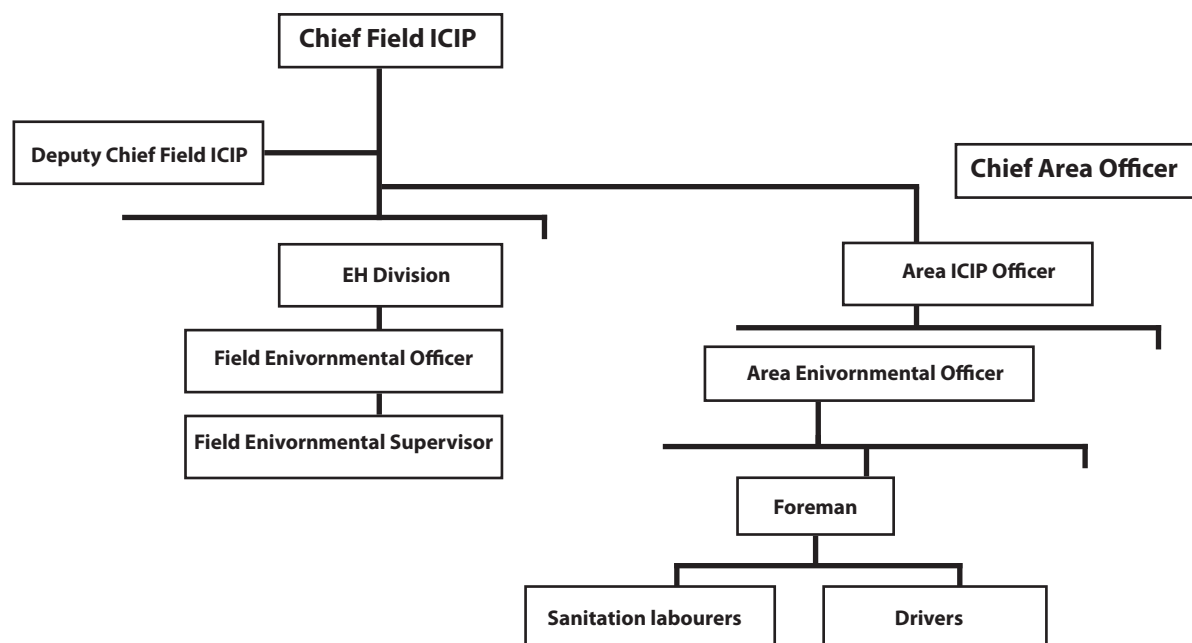 Chief Field ICIP
Deputy Chief Field ICIP
Chief Area Officer
EH Division
Area ICIP Officer
Field Enivornmental Officer
Area Enivornmental Officer
Field Enivornmental Supervisor
Foreman
Sanitation labourers
Drivers